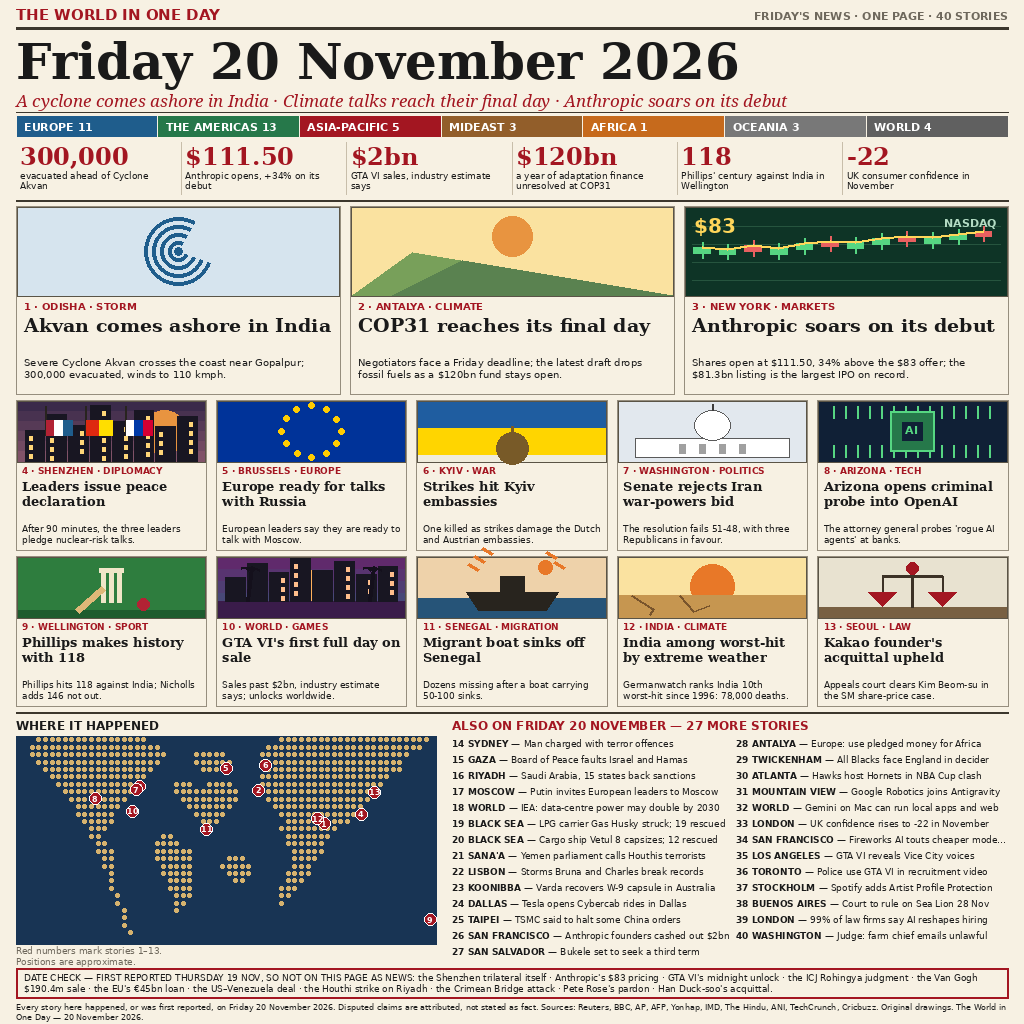 THE WORLD IN ONE DAY
FRIDAY'S NEWS · ONE PAGE · 40 STORIES
Friday 20 November 2026
A cyclone comes ashore in India · Climate talks reach their final day · Anthropic soars on its debut
EUROPE 11
THE AMERICAS 13
ASIA-PACIFIC 5
MIDEAST 3
AFRICA 1
OCEANIA 3
WORLD 4
300,000
evacuated ahead of Cyclone
Akvan
$111.50
Anthropic opens, +34% on its
debut
$2bn
GTA VI sales, industry estimate
says
$120bn
a year of adaptation finance
unresolved at COP31
118
Phillips' century against India in
Wellington
-22
UK consumer confidence in
November
1 · ODISHA · STORM
Akvan comes ashore in India
Severe Cyclone Akvan crosses the coast near Gopalpur;
300,000 evacuated, winds to 110 kmph.
2 · ANTALYA · CLIMATE
COP31 reaches its final day
Negotiators face a Friday deadline; the latest draft drops
fossil fuels as a $120bn fund stays open.
$83
NASDAQ
3 · NEW YORK · MARKETS
Anthropic soars on its debut
Shares open at $111.50, 34% above the $83 offer; the
$81.3bn listing is the largest IPO on record.
4 · SHENZHEN · DIPLOMACY
Leaders issue peace
declaration
After 90 minutes, the three leaders
pledge nuclear-risk talks.
5 · BRUSSELS · EUROPE
Europe ready for talks
with Russia
European leaders say they are ready to
talk with Moscow.
6 · KYIV · WAR
Strikes hit Kyiv
embassies
One killed as strikes damage the Dutch
and Austrian embassies.
7 · WASHINGTON · POLITICS
Senate rejects Iran
war-powers bid
The resolution fails 51-48, with three
Republicans in favour.
AI
8 · ARIZONA · TECH
Arizona opens criminal
probe into OpenAI
The attorney general probes 'rogue AI
agents' at banks.
9 · WELLINGTON · SPORT
Phillips makes history
with 118
Phillips hits 118 against India; Nicholls
adds 146 not out.
10 · WORLD · GAMES
GTA VI's first full day on
sale
Sales past $2bn, industry estimate
says; unlocks worldwide.
11 · SENEGAL · MIGRATION
Migrant boat sinks off
Senegal
Dozens missing after a boat carrying
50-100 sinks.
12 · INDIA · CLIMATE
India among worst-hit
by extreme weather
Germanwatch ranks India 10th
worst-hit since 1996: 78,000 deaths.
13 · SEOUL · LAW
Kakao founder's
acquittal upheld
Appeals court clears Kim Beom-su in
the SM share-price case.
WHERE IT HAPPENED
5
6
7
2
8
13
10
4
12
1
11
9
Red numbers mark stories 1–13.
Positions are approximate.
ALSO ON FRIDAY 20 NOVEMBER — 27 MORE STORIES
14 SYDNEY — Man charged with terror offences
15 GAZA — Board of Peace faults Israel and Hamas
16 RIYADH — Saudi Arabia, 15 states back sanctions
17 MOSCOW — Putin invites European leaders to Moscow
18 WORLD — IEA: data-centre power may double by 2030
19 BLACK SEA — LPG carrier Gas Husky struck; 19 rescued
20 BLACK SEA — Cargo ship Vetul 8 capsizes; 12 rescued
21 SANA'A — Yemen parliament calls Houthis terrorists
22 LISBON — Storms Bruna and Charles break records
23 KOONIBBA — Varda recovers W-9 capsule in Australia
24 DALLAS — Tesla opens Cybercab rides in Dallas
25 TAIPEI — TSMC said to halt some China orders
26 SAN FRANCISCO — Anthropic founders cashed out $2bn
27 SAN SALVADOR — Bukele set to seek a third term
28 ANTALYA — Europe: use pledged money for Africa
29 TWICKENHAM — All Blacks face England in decider
30 ATLANTA — Hawks host Hornets in NBA Cup clash
31 MOUNTAIN VIEW — Google Robotics joins Antigravity
32 WORLD — Gemini on Mac can run local apps and web
33 LONDON — UK confidence rises to -22 in November
34 SAN FRANCISCO — Fireworks AI touts cheaper mode...
35 LOS ANGELES — GTA VI reveals Vice City voices
36 TORONTO — Police use GTA VI in recruitment video
37 STOCKHOLM — Spotify adds Artist Profile Protection
38 BUENOS AIRES — Court to rule on Sea Lion 28 Nov
39 LONDON — 99% of law firms say AI reshapes hiring
40 WASHINGTON — Judge: farm chief emails unlawful
DATE CHECK — FIRST REPORTED THURSDAY 19 NOV, SO NOT ON THIS PAGE AS NEWS: the Shenzhen trilateral itself · Anthropic's $83 pricing · GTA VI's midnight unlock · the ICJ Rohingya judgment · the Van Gogh
$190.4m sale · the EU's €45bn loan · the US–Venezuela deal · the Houthi strike on Riyadh · the Crimean Bridge attack · Pete Rose's pardon · Han Duck-soo's acquittal.
Every story here happened, or was first reported, on Friday 20 November 2026. Disputed claims are attributed, not stated as fact. Sources: Reuters, BBC, AP, AFP, Yonhap, IMD, The Hindu, ANI, TechCrunch, Cricbuzz. Original drawings. The World in
One Day — 20 November 2026.